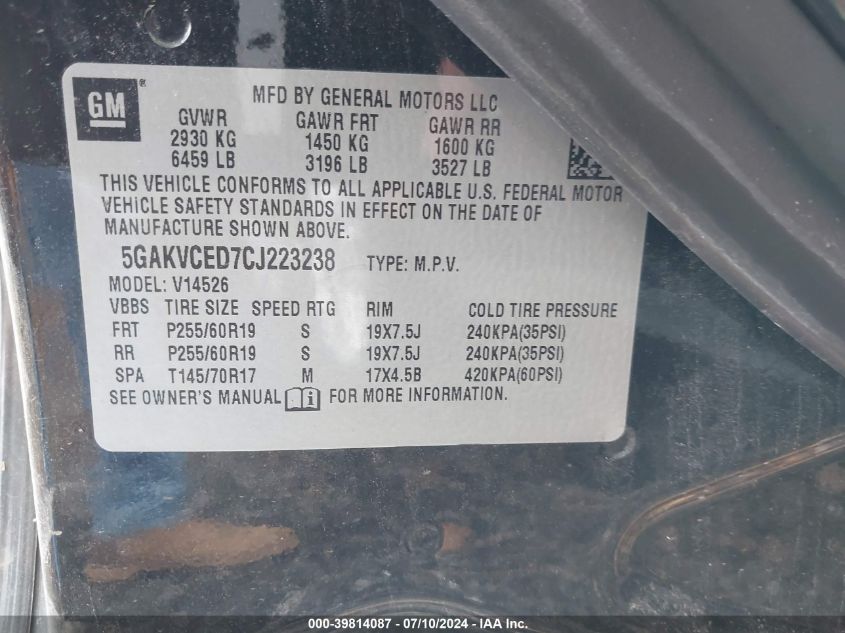 GM®
MFD BY GENERAL MOTORS LLC
GVWR GAWR FRT GAWR RR
2930 KG 1450 KG 1600 KG
6459 LB 3196 LB 3527 LB
THIS VEHICLE CONFORMS TO ALL APPLICABLE U.S. FEDERAL MOTOR
VEHICLE SAFETY STANDARDS IN EFFECT ON THE DATE OF
MANUFACTURE SHOWN ABOVE.
5GAKVCED7CJ223238 TYPE: M.P.V.
MODEL: V14526
VBBS TIRE SIZE SPEED RTG RIM COLD TIRE PRESSURE
FRT P255/60R19 S 19X7.5J 240KPA(35PSI)
RR P255/60R19 S 19X7.5J 240KPA(35PSI)
SPA T145/70R17 M 17X4.5B 420KPA(60PSI)
SEE OWNER'S MANUAL i FOR MORE INFORMATION.
000-39814087 - 07/10/2024 - IAAI.com